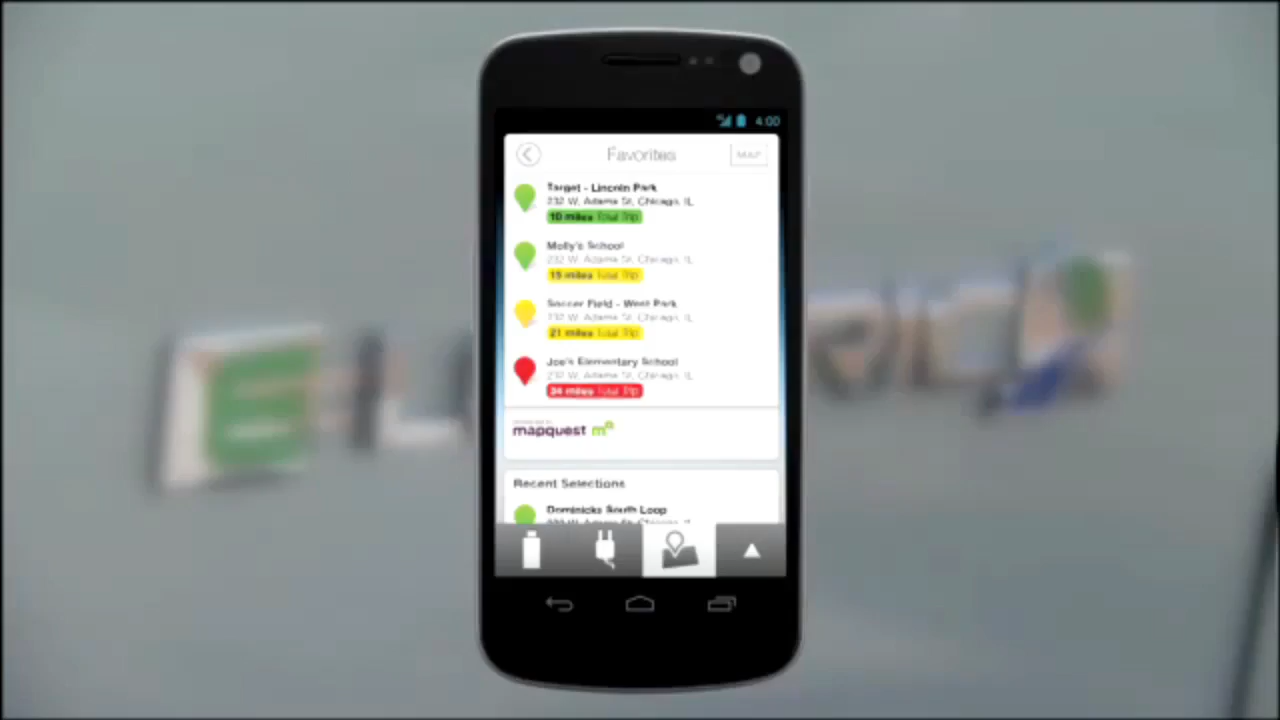 4:00
Favorites
MAP
Target - Lincoln Park
232 W. Adams St, Chicago, IL
10 miles Total Trip
Molly's School
232 W. Adams St, Chicago, IL
15 miles Total Trip
Soccer Field - West Park
232 W. Adams St, Chicago, IL
21 miles Total Trip
Joe's Elementary School
232 W. Adams St, Chicago, IL
34 miles Total Trip
mapquest m
Recent Selections
Dominicks South Loop